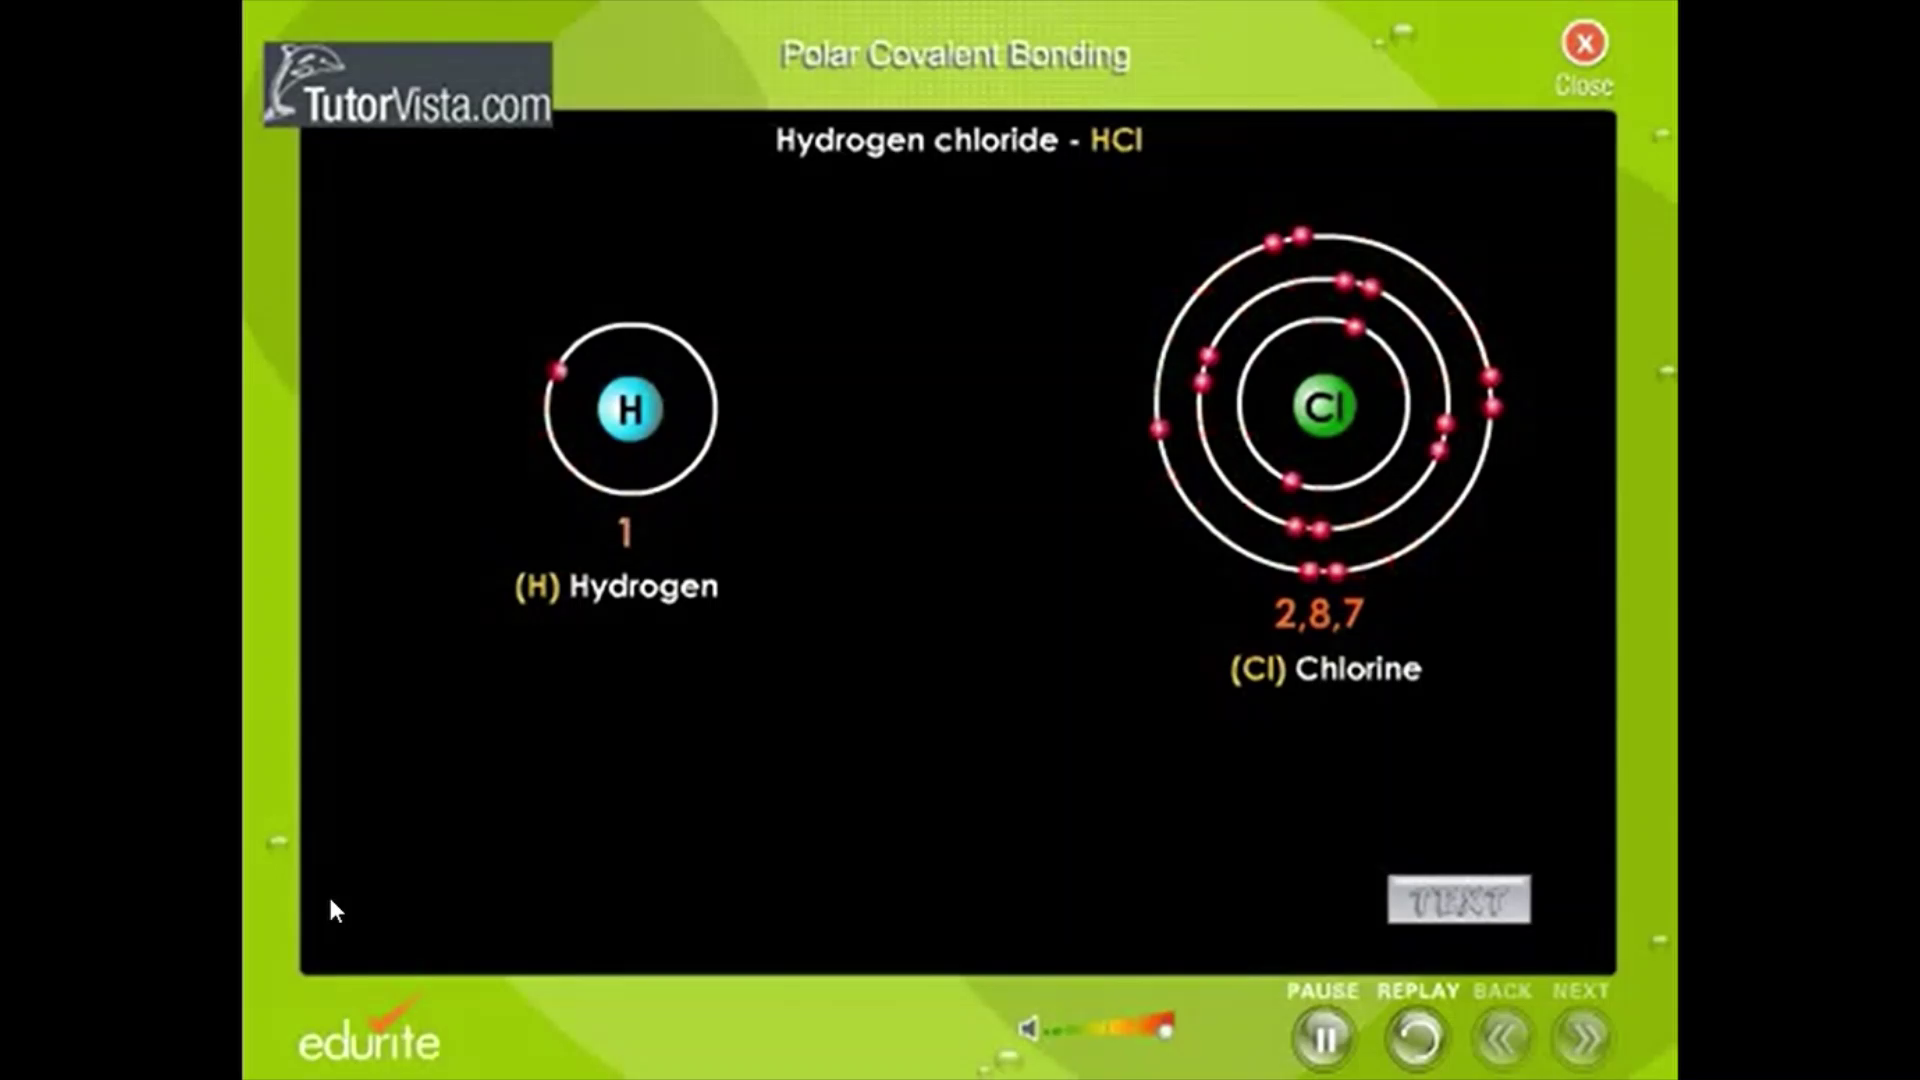 Polar Covalent Bonding
X
Close
TutorVista.com
Hydrogen chloride - HCl
H
Cl
1
(H) Hydrogen
2,8,7
(Cl) Chlorine
TEXT
edurite
PAUSE REPLAY BACK NEXT